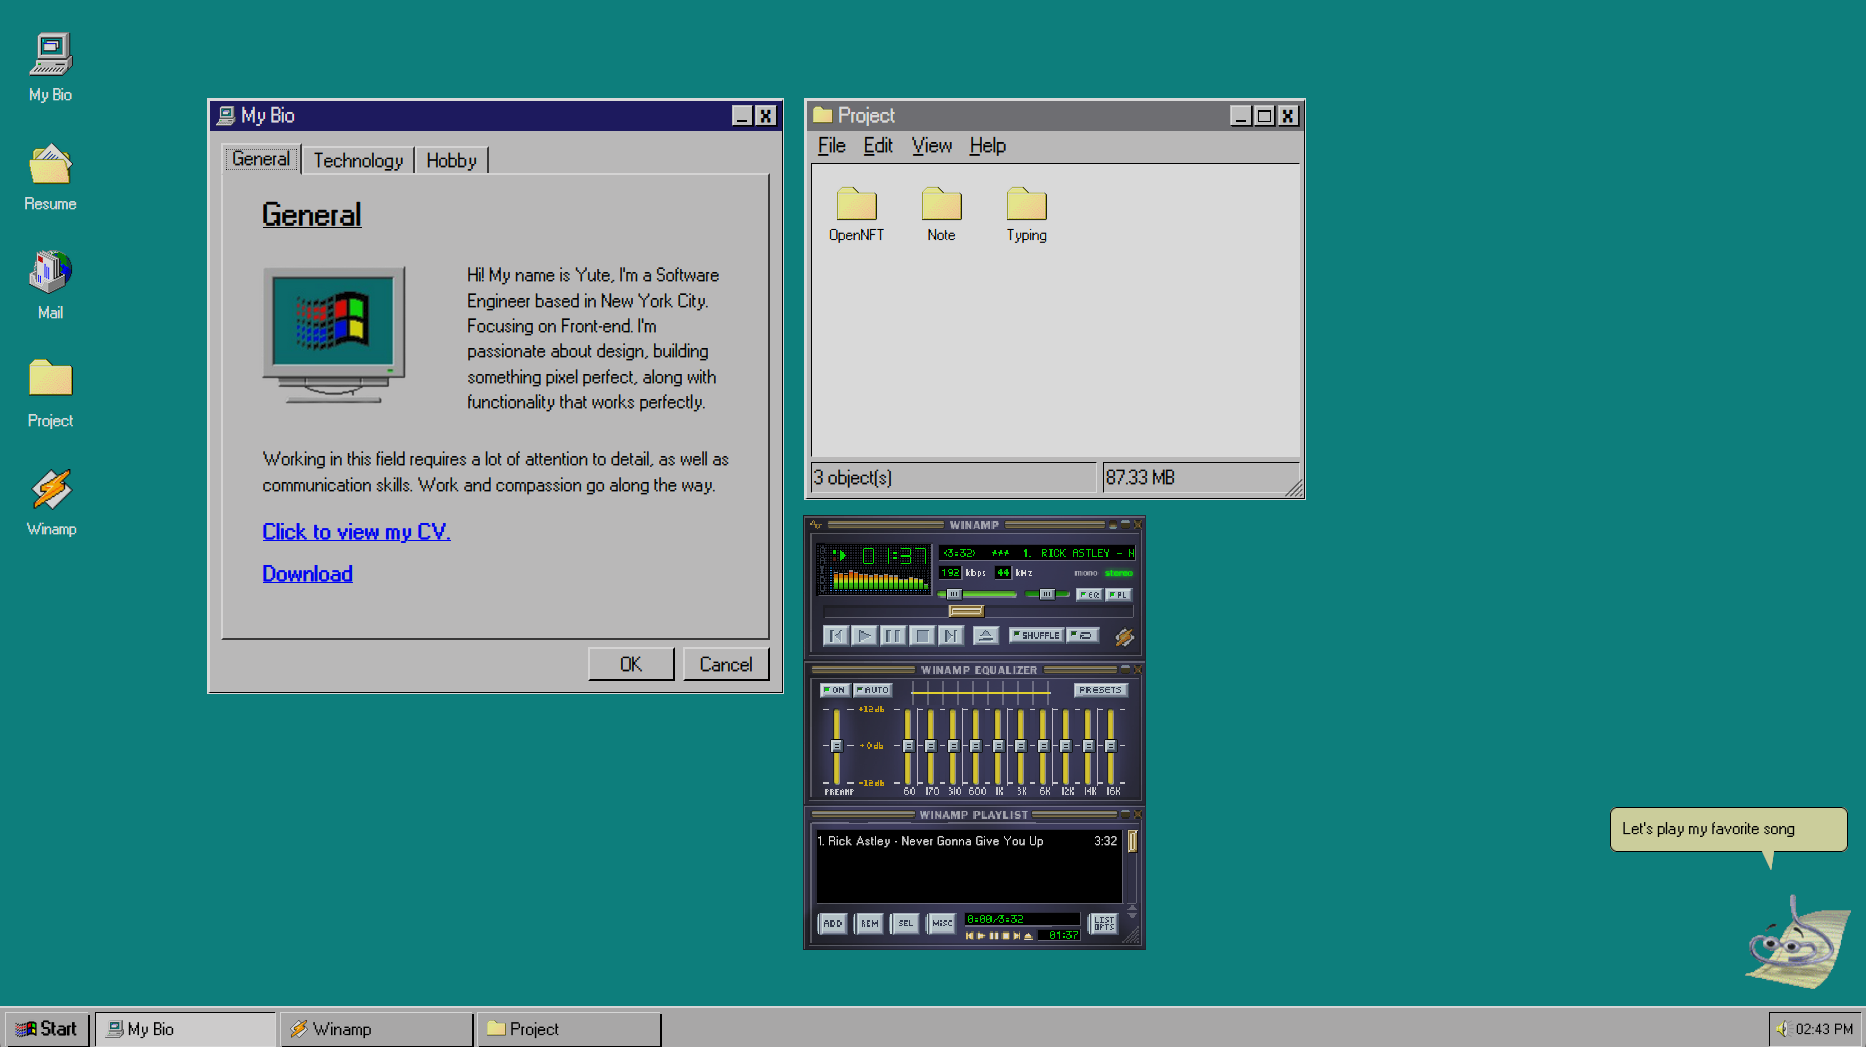 My Bio
Resume
Mail
Project
Winamp
My Bio
General
Technology
Hobby
General
Hi! My name is Yute, I'm a Software
Engineer based in New York City.
Focusing on Front-end. I'm
passionate about design, building
something pixel perfect, along with
functionality that works perfectly.
Working in this field requires a lot of attention to detail, as well as
communication skills. Work and compassion go along the way.
Click to view my CV.
Download
OK
Cancel
Project
File Edit View Help
OpenNFT
Note
Typing
3 object(s)
87.33 MB
WINAMP
01:37
<3:32> *** 1. RICK ASTLEY - N
192 kbps 44 kHz mono stereo
EQ PL
SHUFFLE
WINAMP EQUALIZER
ON AUTO PRESETS
+12db
+0db
-12db
PREAMP 60 170 310 600 1K 3K 6K 12K 14K 16K
WINAMP PLAYLIST
1. Rick Astley - Never Gonna Give You Up 3:32
ADD REM SEL MISC
0:00/3:32
01:37
LIST
OPTS
Let's play my favorite song
Start
My Bio
Winamp
Project
02:43 PM